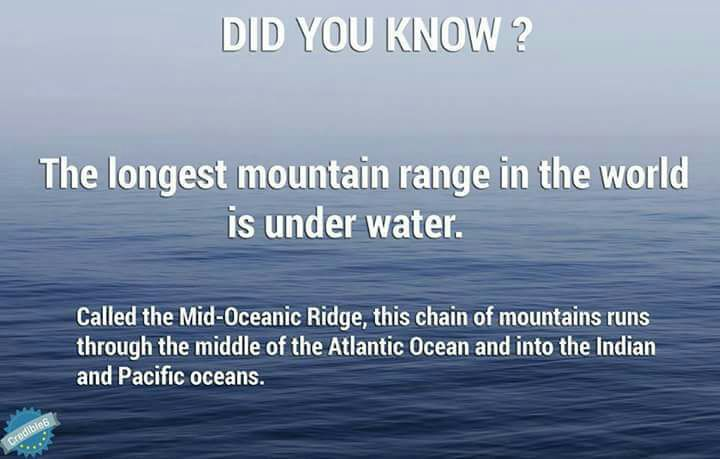 DID YOU KNOW ?
The longest mountain range in the world
is under water.
Called the Mid-Oceanic Ridge, this chain of mountains runs
through the middle of the Atlantic Ocean and into the Indian
and Pacific oceans.
Credible6